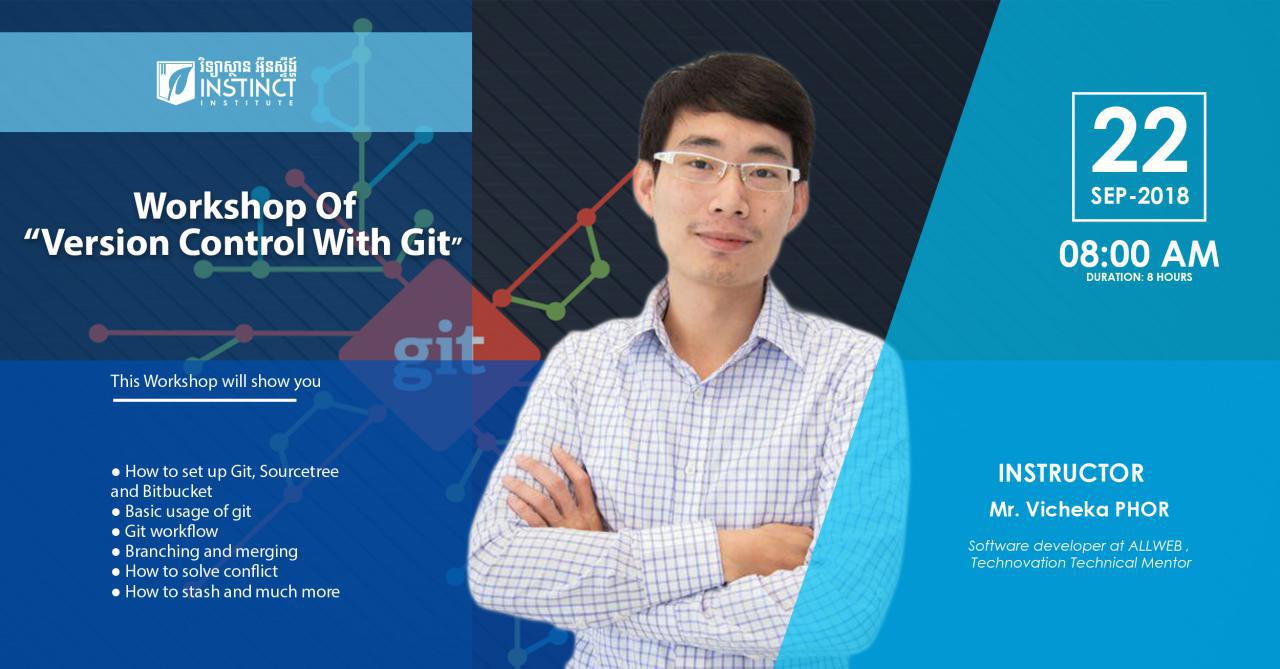 វិទ្យាស្ថាន អ៊ីនស្ទីង្ហ
INSTINCT
INSTITUTE
Workshop Of
“Version Control With Git”
git
This Workshop will show you
● How to set up Git, Sourcetree
and Bitbucket
● Basic usage of git
● Git workflow
● Branching and merging
● How to solve conflict
● How to stash and much more
22
SEP-2018
08:00 AM
DURATION: 8 HOURS
INSTRUCTOR
Mr. Vicheka PHOR
Software developer at ALLWEB ,
Technovation Technical Mentor